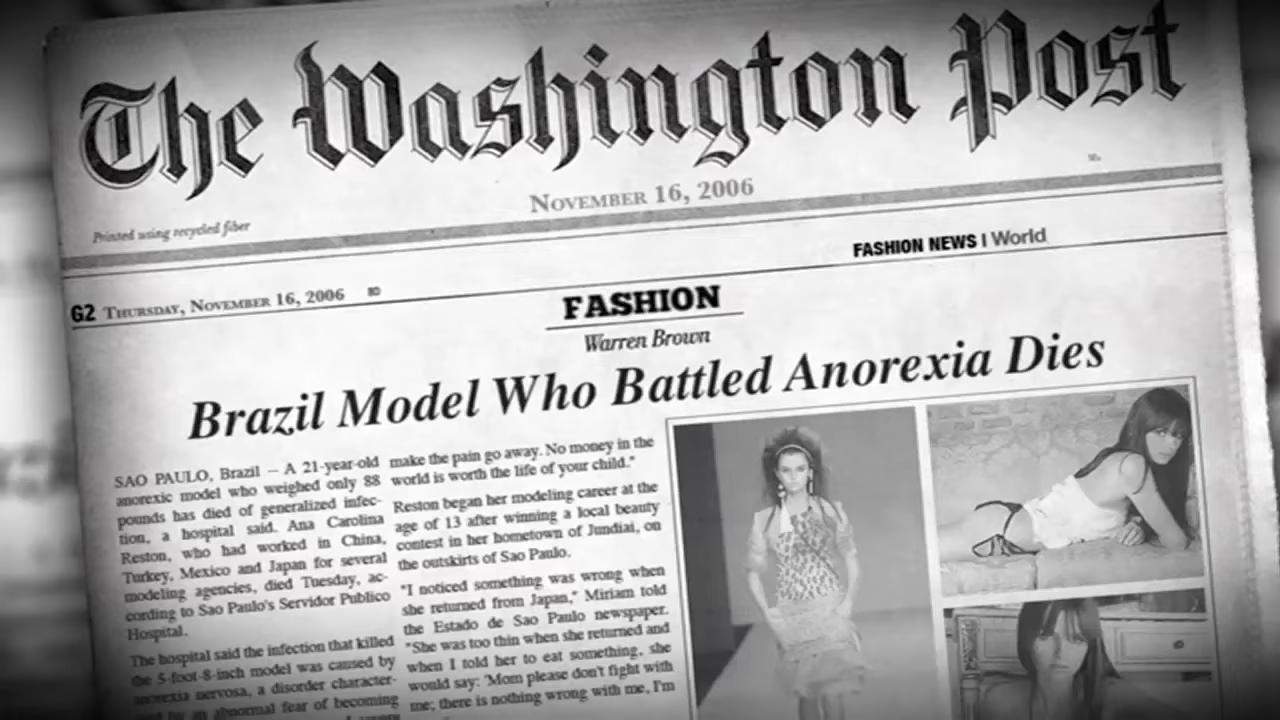 The Washington Post
NOVEMBER 16, 2006
Printed using recycled fiber
FASHION NEWS | World
G2 THURSDAY, NOVEMBER 16, 2006
FASHION
Warren Brown
Brazil Model Who Battled Anorexia Dies
SAO PAULO, Brazil — A 21-year-old
anorexic model who weighed only 88
pounds has died of generalized infec-
tion, a hospital said. Ana Carolina
Reston, who had worked in China,
Turkey, Mexico and Japan for several
modeling agencies, died Tuesday, ac-
cording to Sao Paulo's Servidor Publico
Hospital.
The hospital said the infection that killed
the 5-foot-8-inch model was caused by
anorexia nervosa, a disorder character-
by an abnormal fear of becoming
make the pain go away. No money in the
world is worth the life of your child."
Reston began her modeling career at the
age of 13 after winning a local beauty
contest in her hometown of Jundiai, on
the outskirts of Sao Paulo.
"I noticed something was wrong when
she returned from Japan," Miriam told
the Estado de Sao Paulo newspaper.
"She was too thin when she returned and
when I told her to eat something, she
would say: 'Mom please don't fight with
me; there is nothing wrong with me, I'm